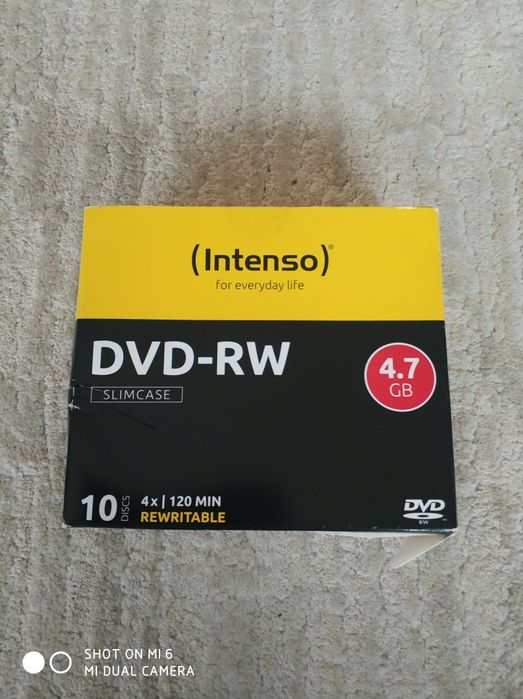 (Intenso)®
for everyday life
DVD-RW
4.7
GB
SLIMCASE
10 DISCS
4x | 120 MIN
REWRITABLE
DVD
RW
SHOT ON MI 6
MI DUAL CAMERA